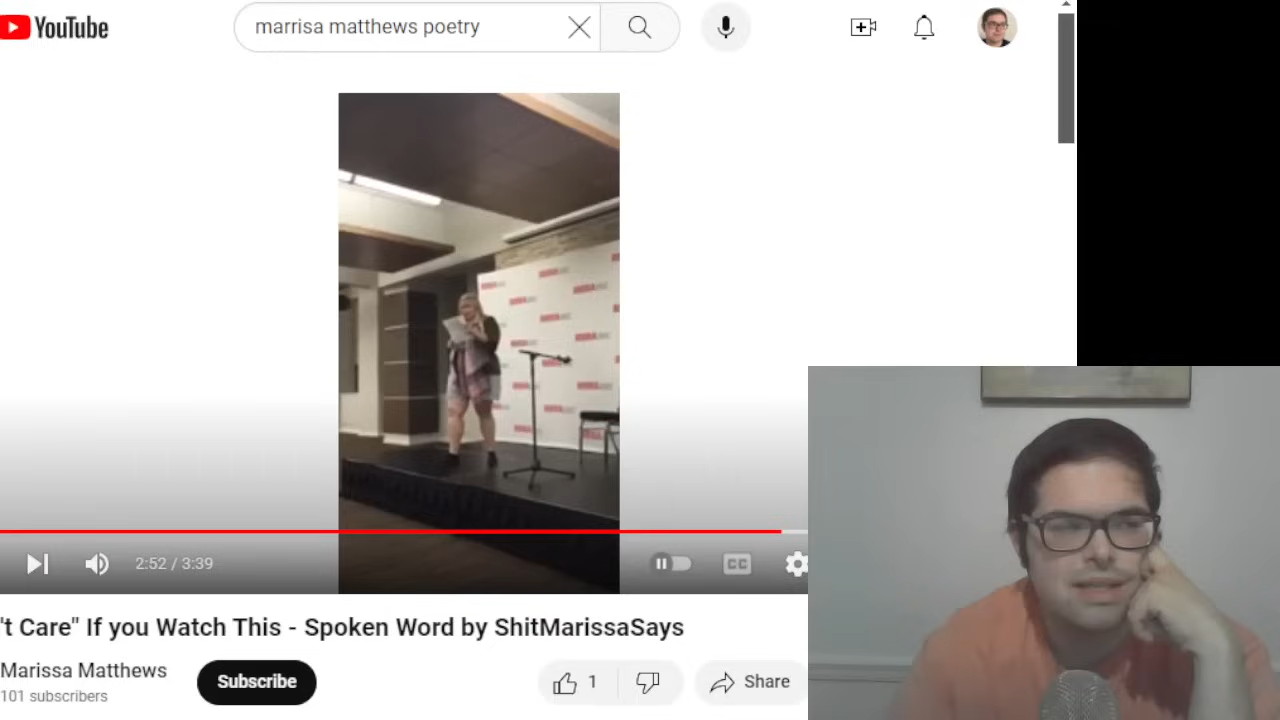 YouTube
marrisa matthews poetry
2:52 / 3:39
CC
't Care" If you Watch This - Spoken Word by ShitMarissaSays
Marissa Matthews
Subscribe
1
Share
101 subscribers